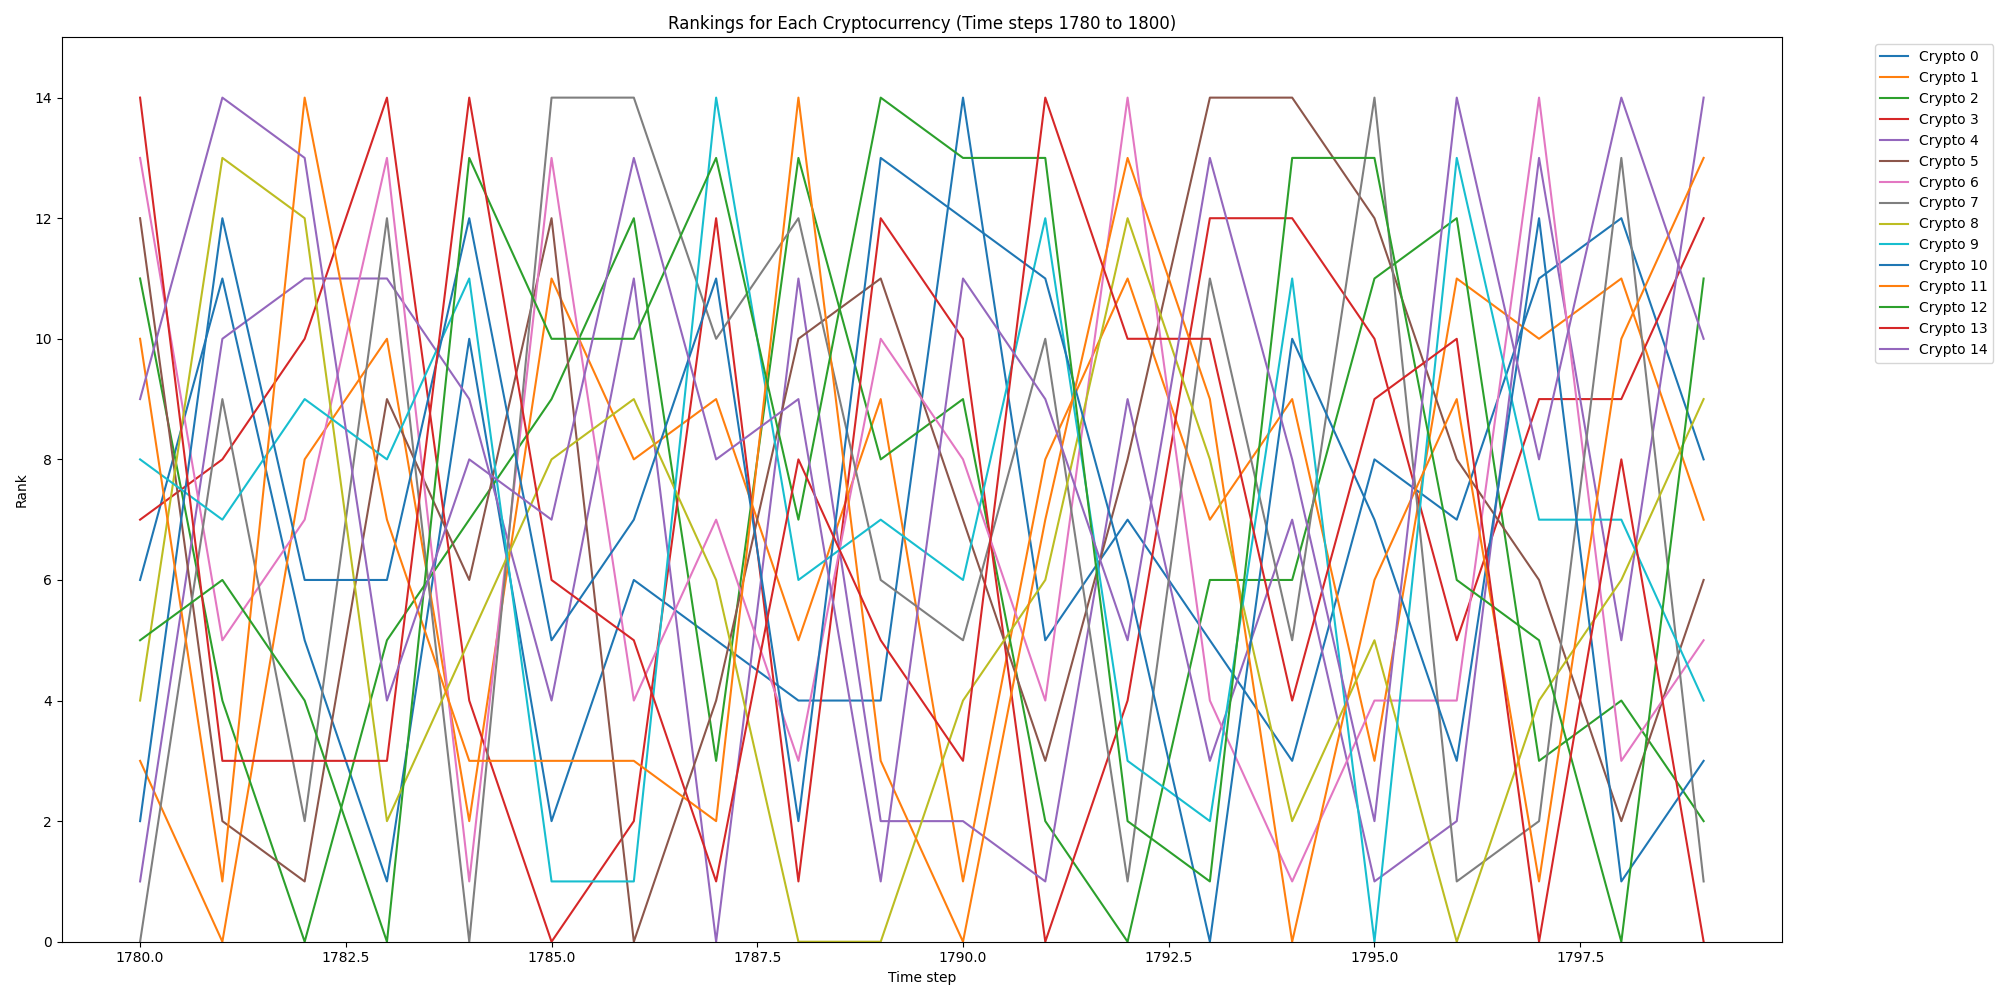 Rankings for Each Cryptocurrency (Time steps 1780 to 1800)
Rank
14
12
10
8
6
4
2
0
1780.0 1782.5 1785.0 1787.5 1790.0 1792.5 1795.0 1797.5
Time step
Crypto 0
Crypto 1
Crypto 2
Crypto 3
Crypto 4
Crypto 5
Crypto 6
Crypto 7
Crypto 8
Crypto 9
Crypto 10
Crypto 11
Crypto 12
Crypto 13
Crypto 14